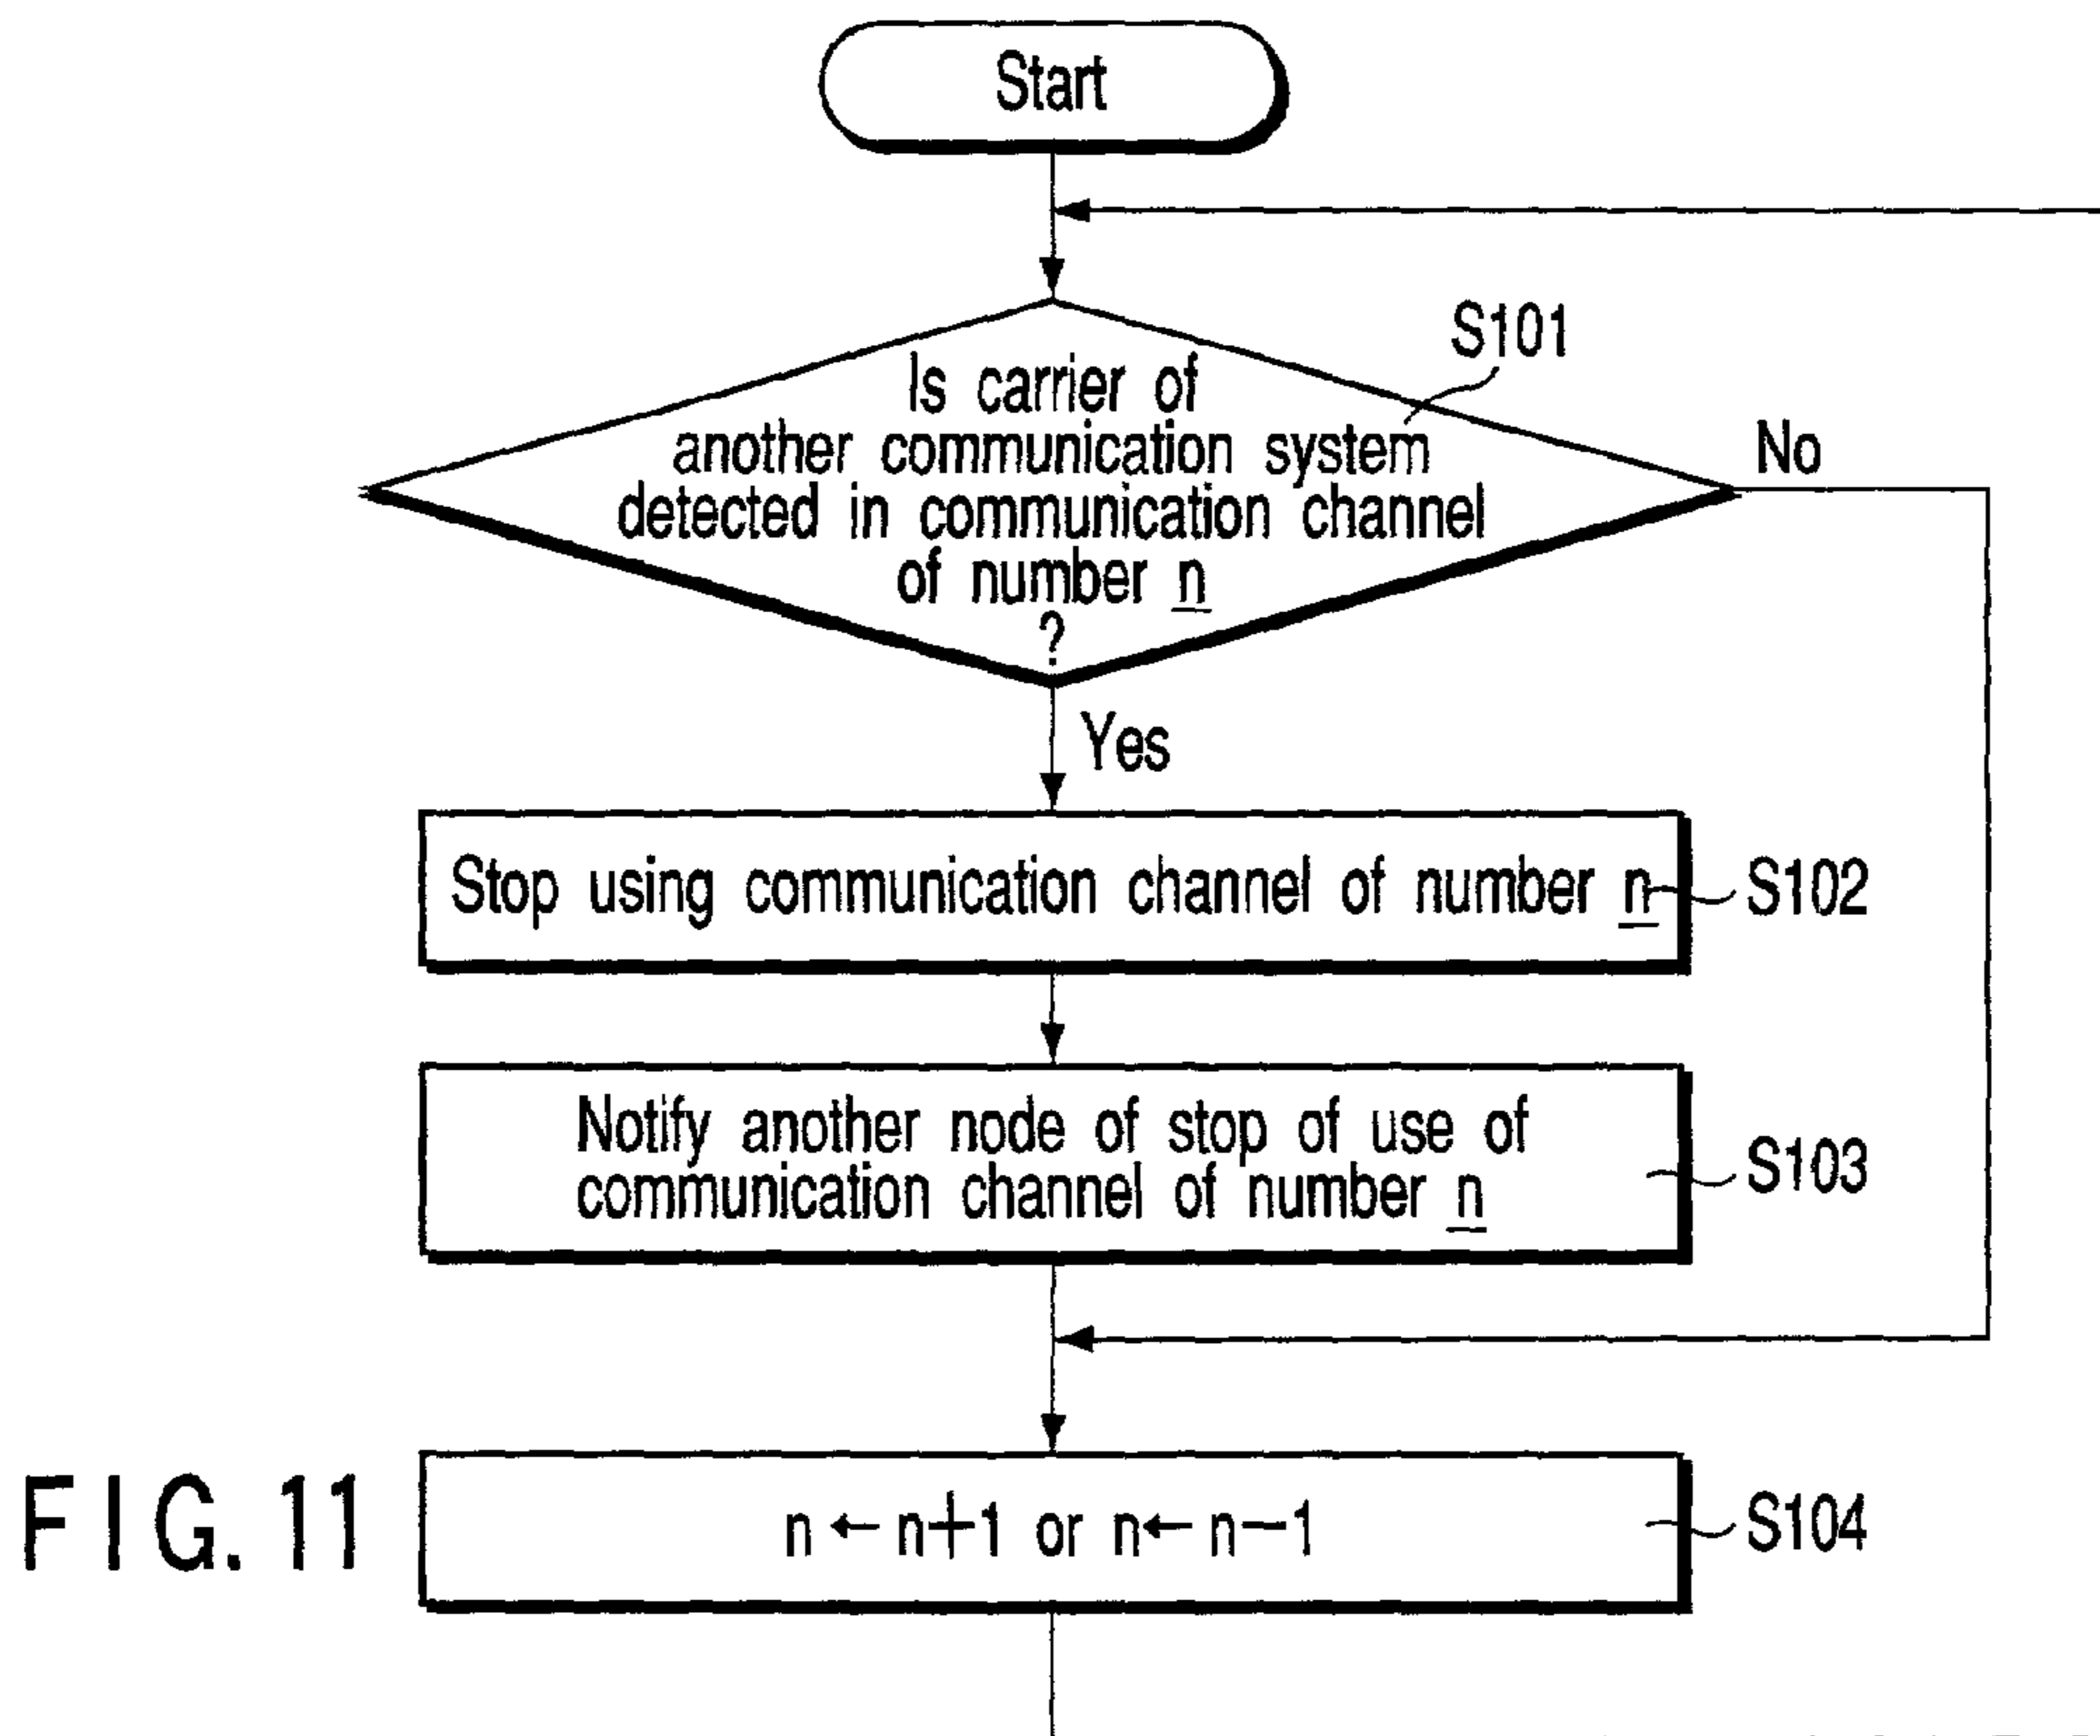 Start
S101
Is carrier of
another communication system
detected in communication channel
of number n
?
No
Yes
Stop using communication channel of number n
S102
Notify another node of stop of use of
communication channel of number n
S103
FIG. 11
n ← n+1 or n ← n−1
S104